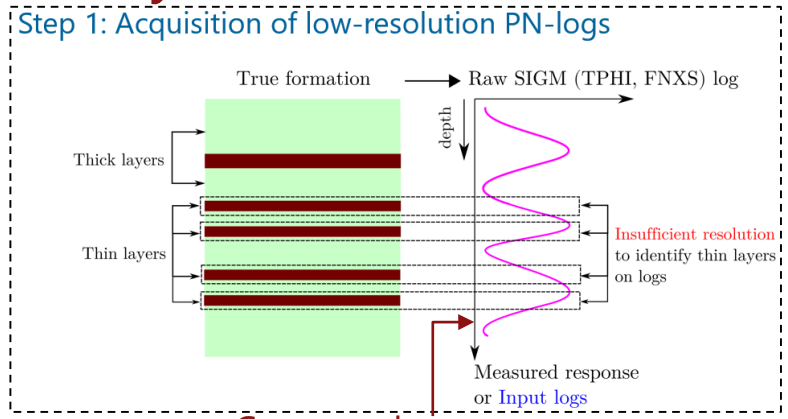 Step 1: Acquisition of low-resolution PN-logs
True formation
Raw SIGM (TPHI, FNXS) log
depth
Thick layers
Thin layers
Insufficient resolution
to identify thin layers
on logs
Measured response
or Input logs